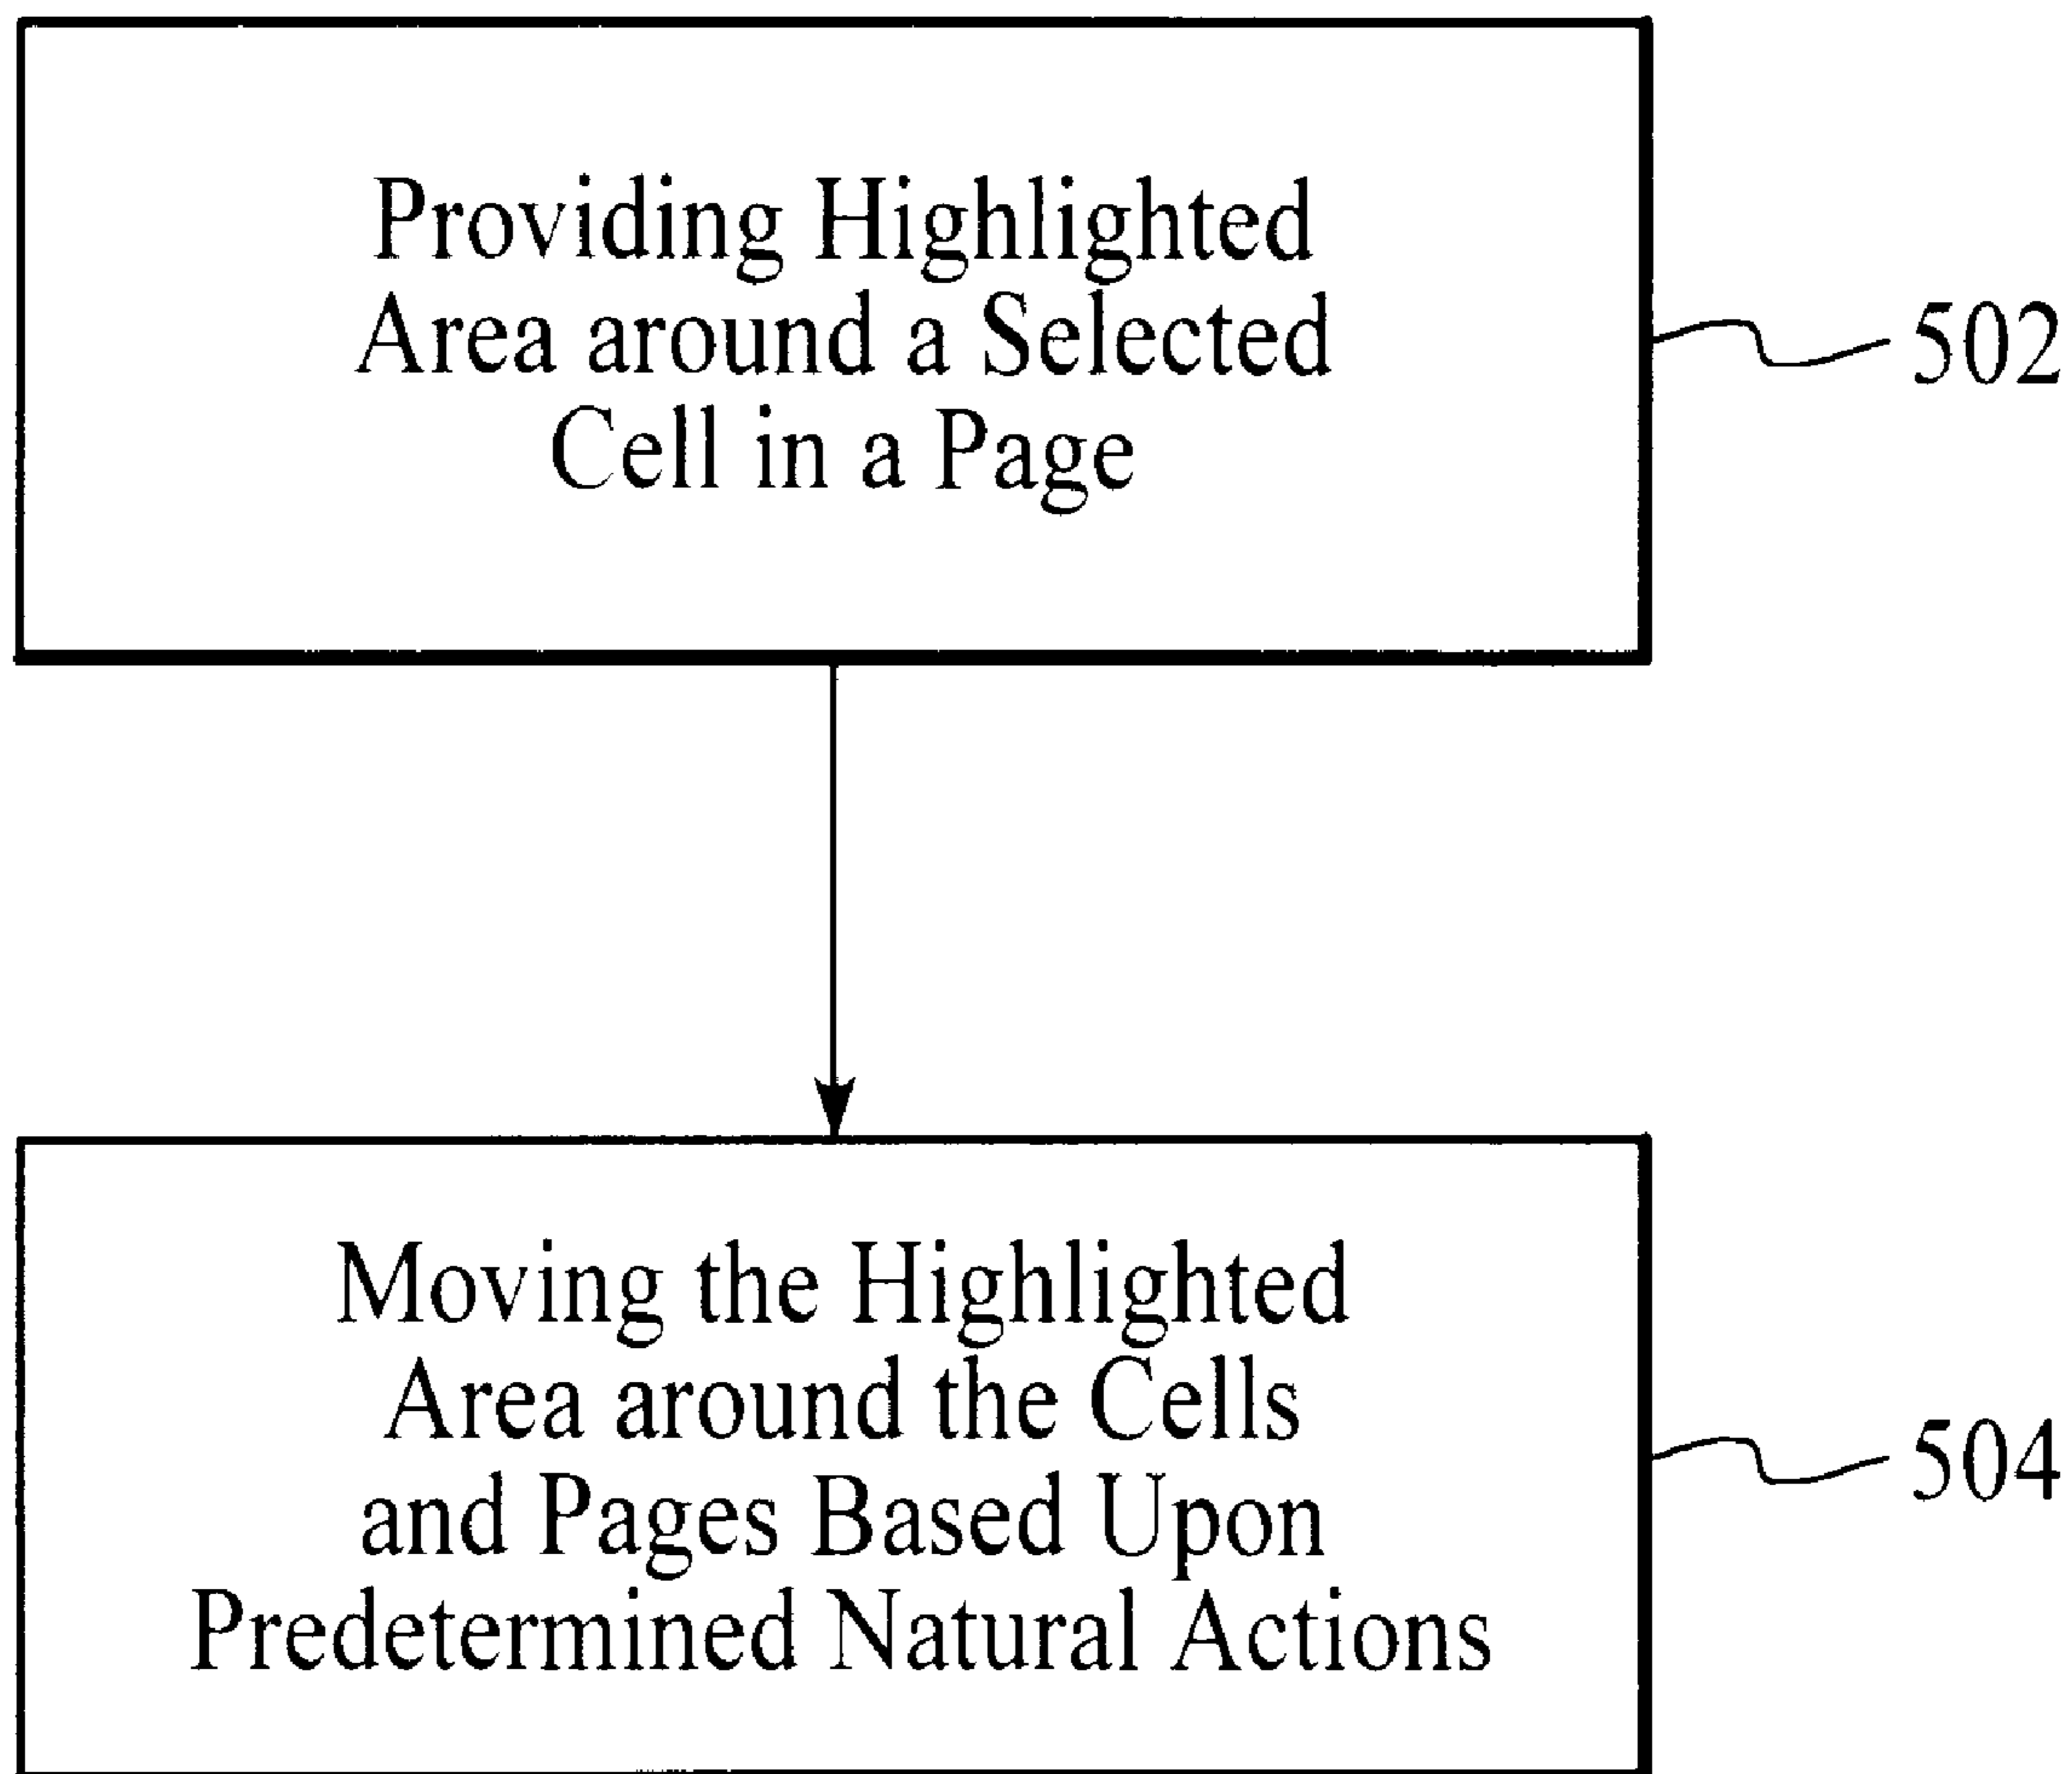 Providing Highlighted
Area around a Selected
Cell in a Page
502
Moving the Highlighted
Area around the Cells
and Pages Based Upon
Predetermined Natural Actions
504